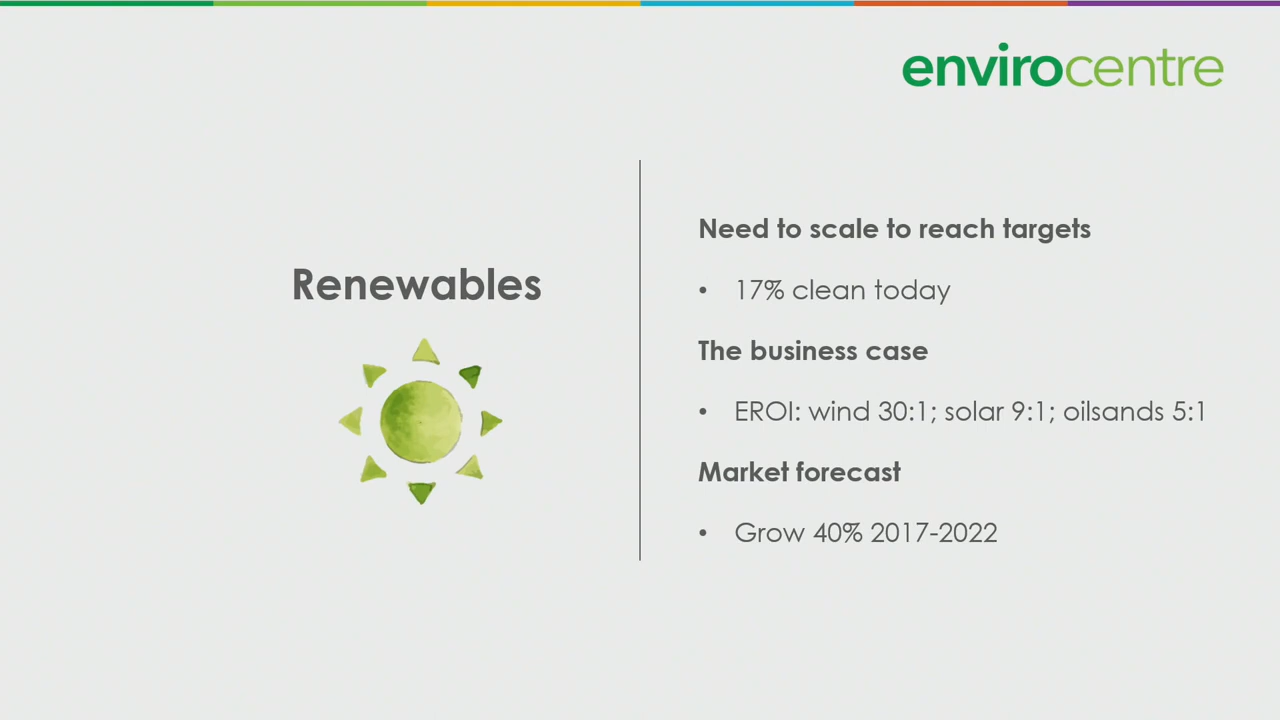 envirocentre
Renewables
Need to scale to reach targets
• 17% clean today
The business case
• EROI: wind 30:1; solar 9:1; oilsands 5:1
Market forecast
• Grow 40% 2017-2022